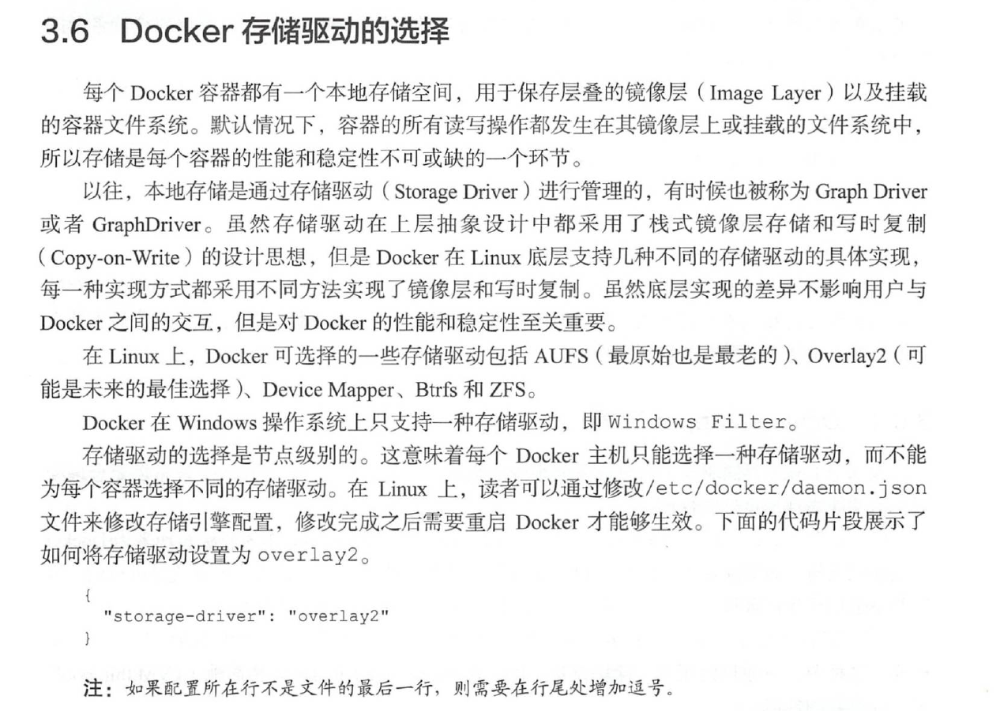 3.6 Docker 存储驱动的选择
每个 Docker 容器都有一个本地存储空间，用于保存层叠的镜像层（Image Layer）以及挂载
的容器文件系统。默认情况下，容器的所有读写操作都发生在其镜像层上或挂载的文件系统中，
所以存储是每个容器的性能和稳定性不可或缺的一个环节。
以往，本地存储是通过存储驱动（Storage Driver）进行管理的，有时候也被称为 Graph Driver
或者 GraphDriver。虽然存储驱动在上层抽象设计中都采用了栈式镜像层存储和写时复制
（Copy-on-Write）的设计思想，但是 Docker 在 Linux 底层支持几种不同的存储驱动的具体实现，
每一种实现方式都采用不同方法实现了镜像层和写时复制。虽然底层实现的差异不影响用户与
Docker 之间的交互，但是对 Docker 的性能和稳定性至关重要。
在 Linux 上，Docker 可选择的一些存储驱动包括 AUFS（最原始也是最老的）、Overlay2（可
能是未来的最佳选择）、Device Mapper、Btrfs 和 ZFS。
Docker 在 Windows 操作系统上只支持一种存储驱动，即 Windows Filter。
存储驱动的选择是节点级别的。这意味着每个 Docker 主机只能选择一种存储驱动，而不能
为每个容器选择不同的存储驱动。在 Linux 上，读者可以通过修改/etc/docker/daemon.json
文件来修改存储引擎配置，修改完成之后需要重启 Docker 才能够生效。下面的代码片段展示了
如何将存储驱动设置为 overlay2。
{
"storage-driver": "overlay2"
}
注：如果配置所在行不是文件的最后一行，则需要在行尾处增加逗号。